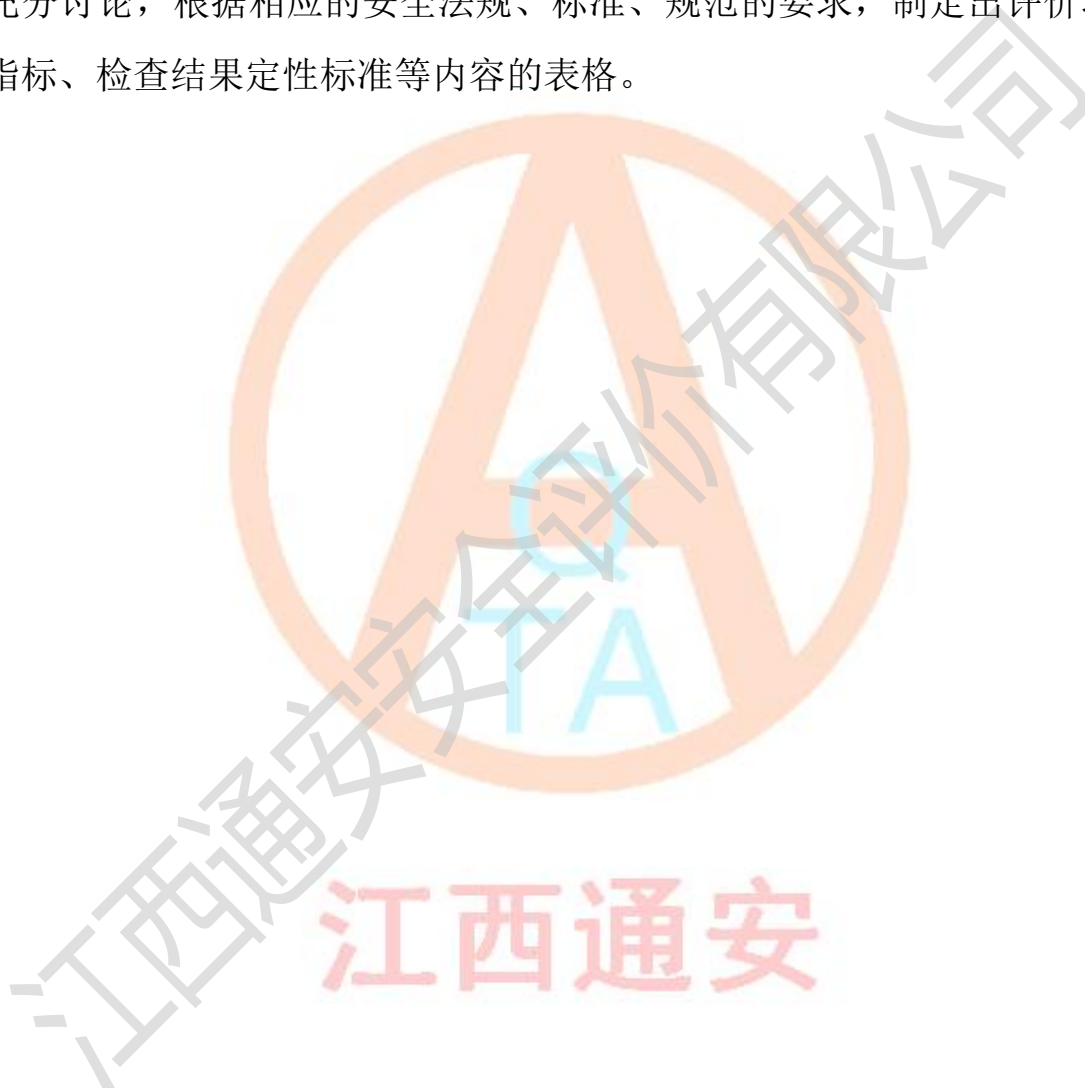 充分讨论，根据相应的安全法规、标准、规范的要求，制定出评价
指标、检查结果定性标准等内容的表格。
Q
TA
江西通安
江西通安安全评价有限公司